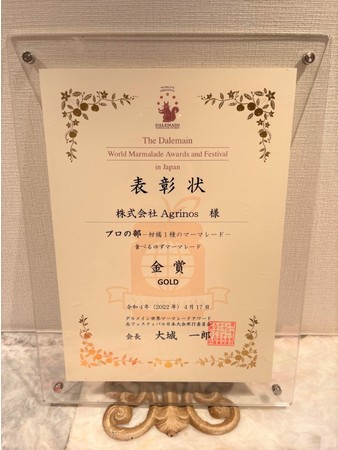 DALEMAIN
The Dalemain
World Marmalade Awards and Festival
in Japan
表彰状
株式会社 Agrinos 様
プロの部 －柑橘1種のマーマレード－
食べるゆずマーマレード
金賞
GOLD
令和4年（2022年）4月17日
ダルメイン世界マーマレードアワード
&フェスティバル日本大会実行委員会
会長 大城 一郎